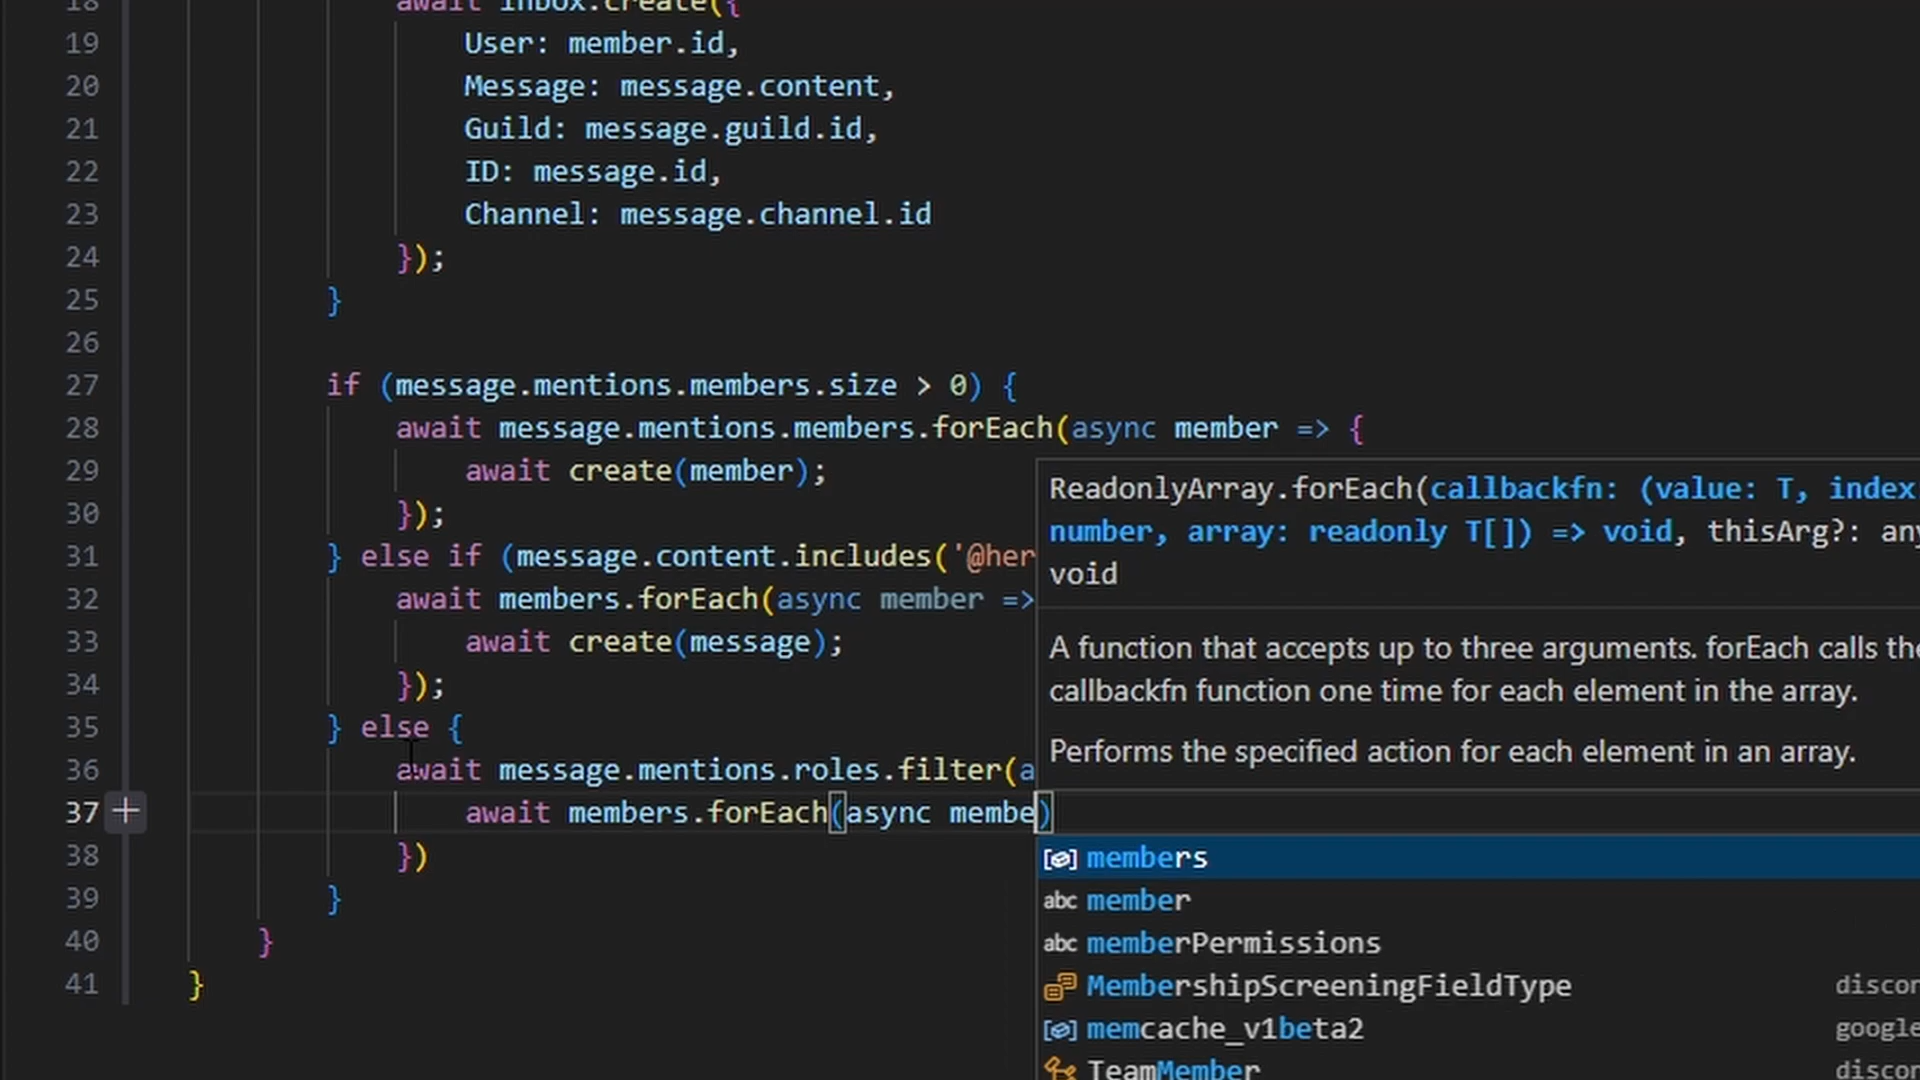 18 await inbox.create({
19 User: member.id,
20 Message: message.content,
21 Guild: message.guild.id,
22 ID: message.id,
23 Channel: message.channel.id
24 });
25 }
26
27 if (message.mentions.members.size > 0) {
28 await message.mentions.members.forEach(async member => {
29 await create(member);
30 });
31 } else if (message.content.includes('@her
32 await members.forEach(async member =>
33 await create(message);
34 });
35 } else {
36 await message.mentions.roles.filter(a
37 await members.forEach(async membe)
38 })
39 }
40 }
41 }
ReadonlyArray.forEach(callbackfn: (value: T, index
number, array: readonly T[]) => void, thisArg?: any
void
A function that accepts up to three arguments. forEach calls the
callbackfn function one time for each element in the array.
Performs the specified action for each element in an array.
members
abc member
abc memberPermissions
MembershipScreeningFieldType discor
memcache_v1beta2 google
TeamMember discor